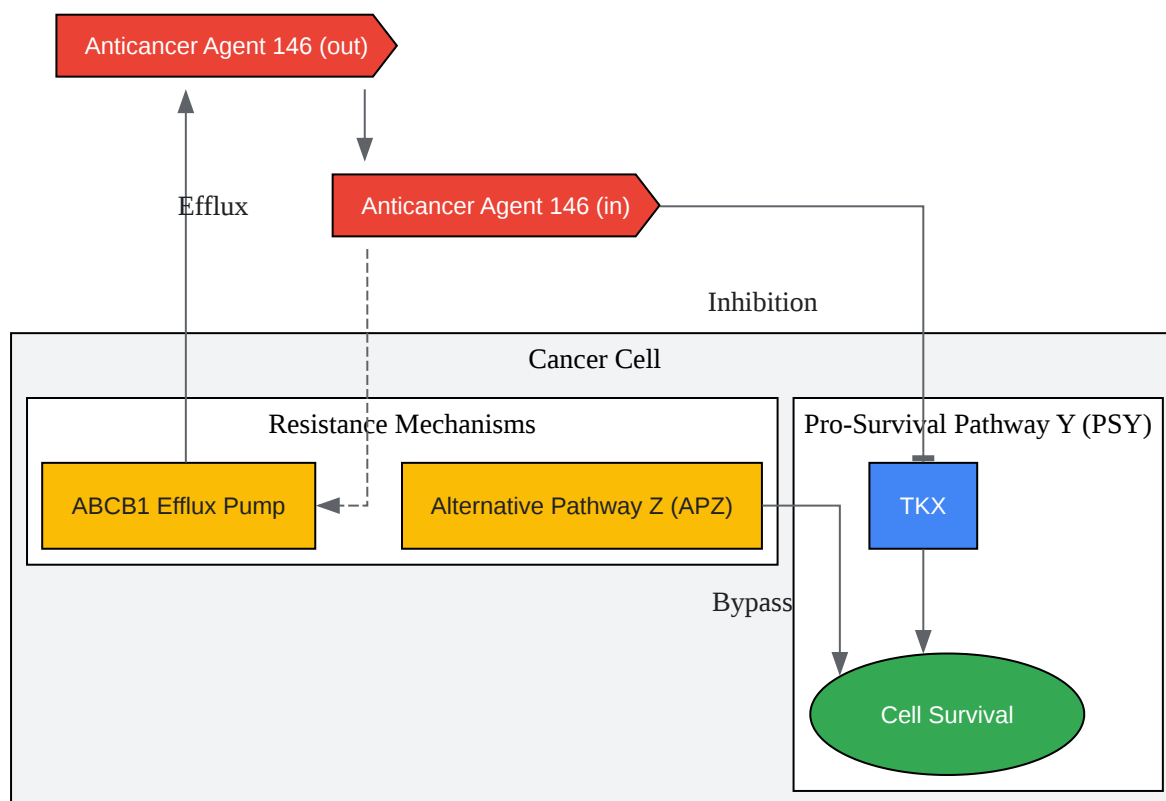 Anticancer Agent 146 (out)
Efflux
Anticancer Agent 146 (in)
Inhibition
Cancer Cell
Resistance Mechanisms
Pro-Survival Pathway Y (PSY)
ABCB1 Efflux Pump
Alternative Pathway Z (APZ)
TKX
Bypass
Cell Survival